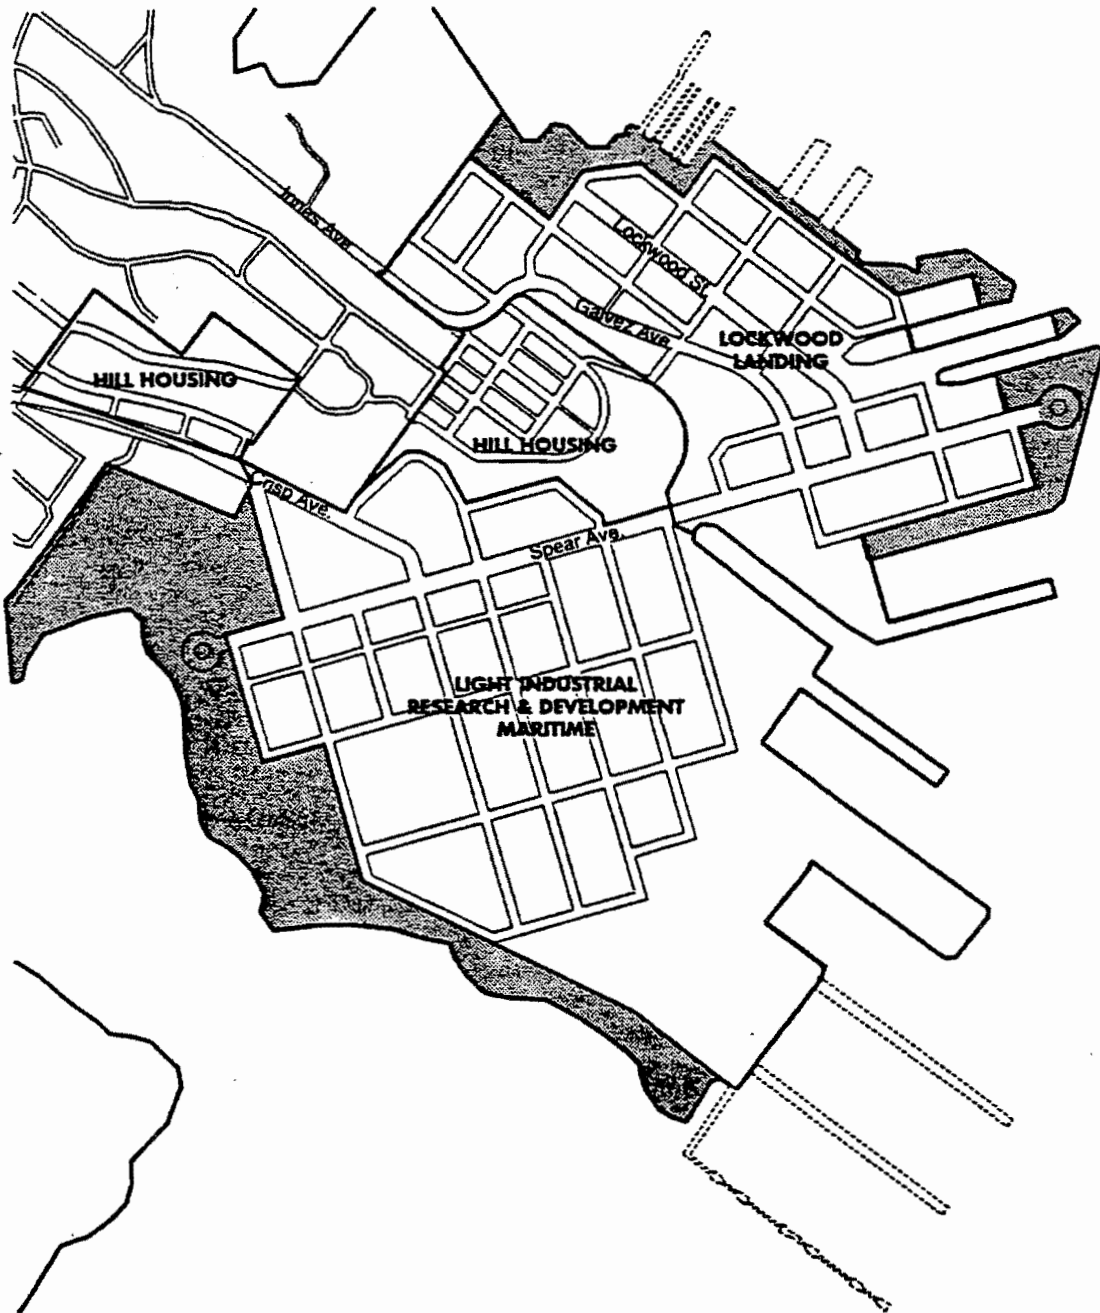 Innes Ave.
Lockwood St.
Galvez Ave.
LOCKWOOD
LANDING
HILL HOUSING
HILL HOUSING
Crisp Ave.
Spear Ave.
LIGHT INDUSTRIAL
RESEARCH & DEVELOPMENT
MARITIME